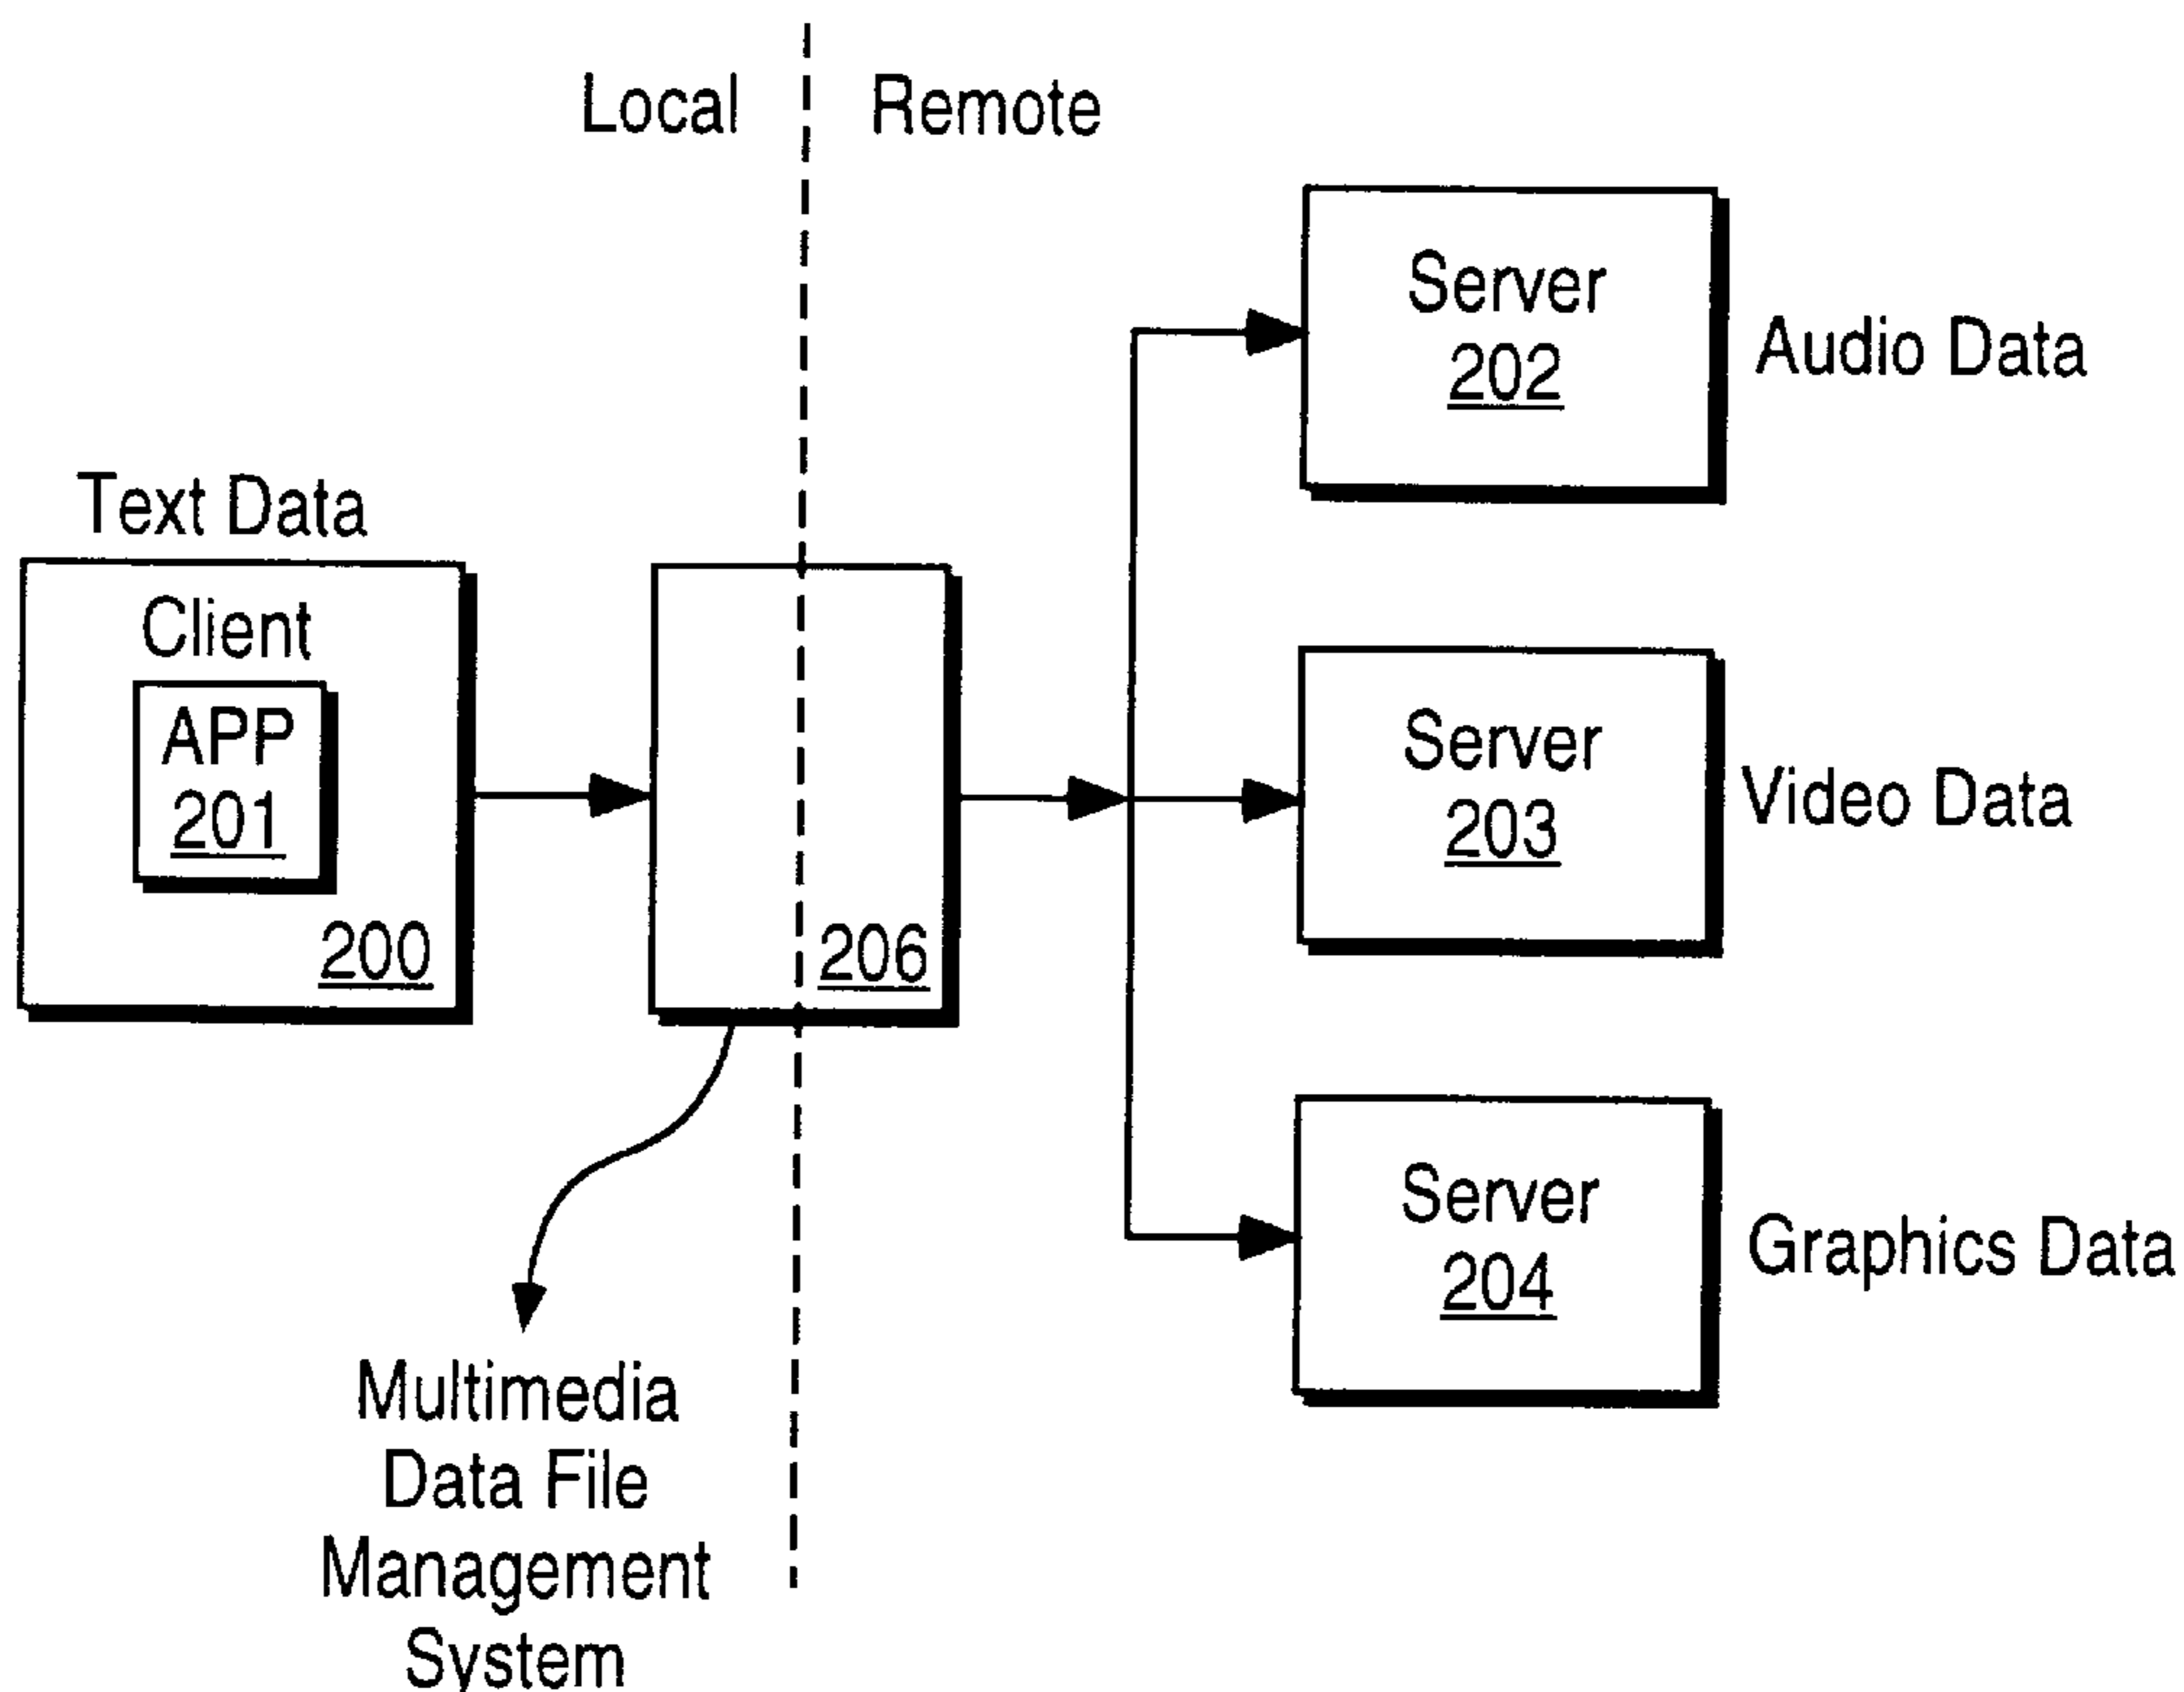 Local
Remote
Server
202
Audio Data
Text Data
Client
APP
201
200
206
Server
203
Video Data
Server
204
Graphics Data
Multimedia
Data File
Management
System